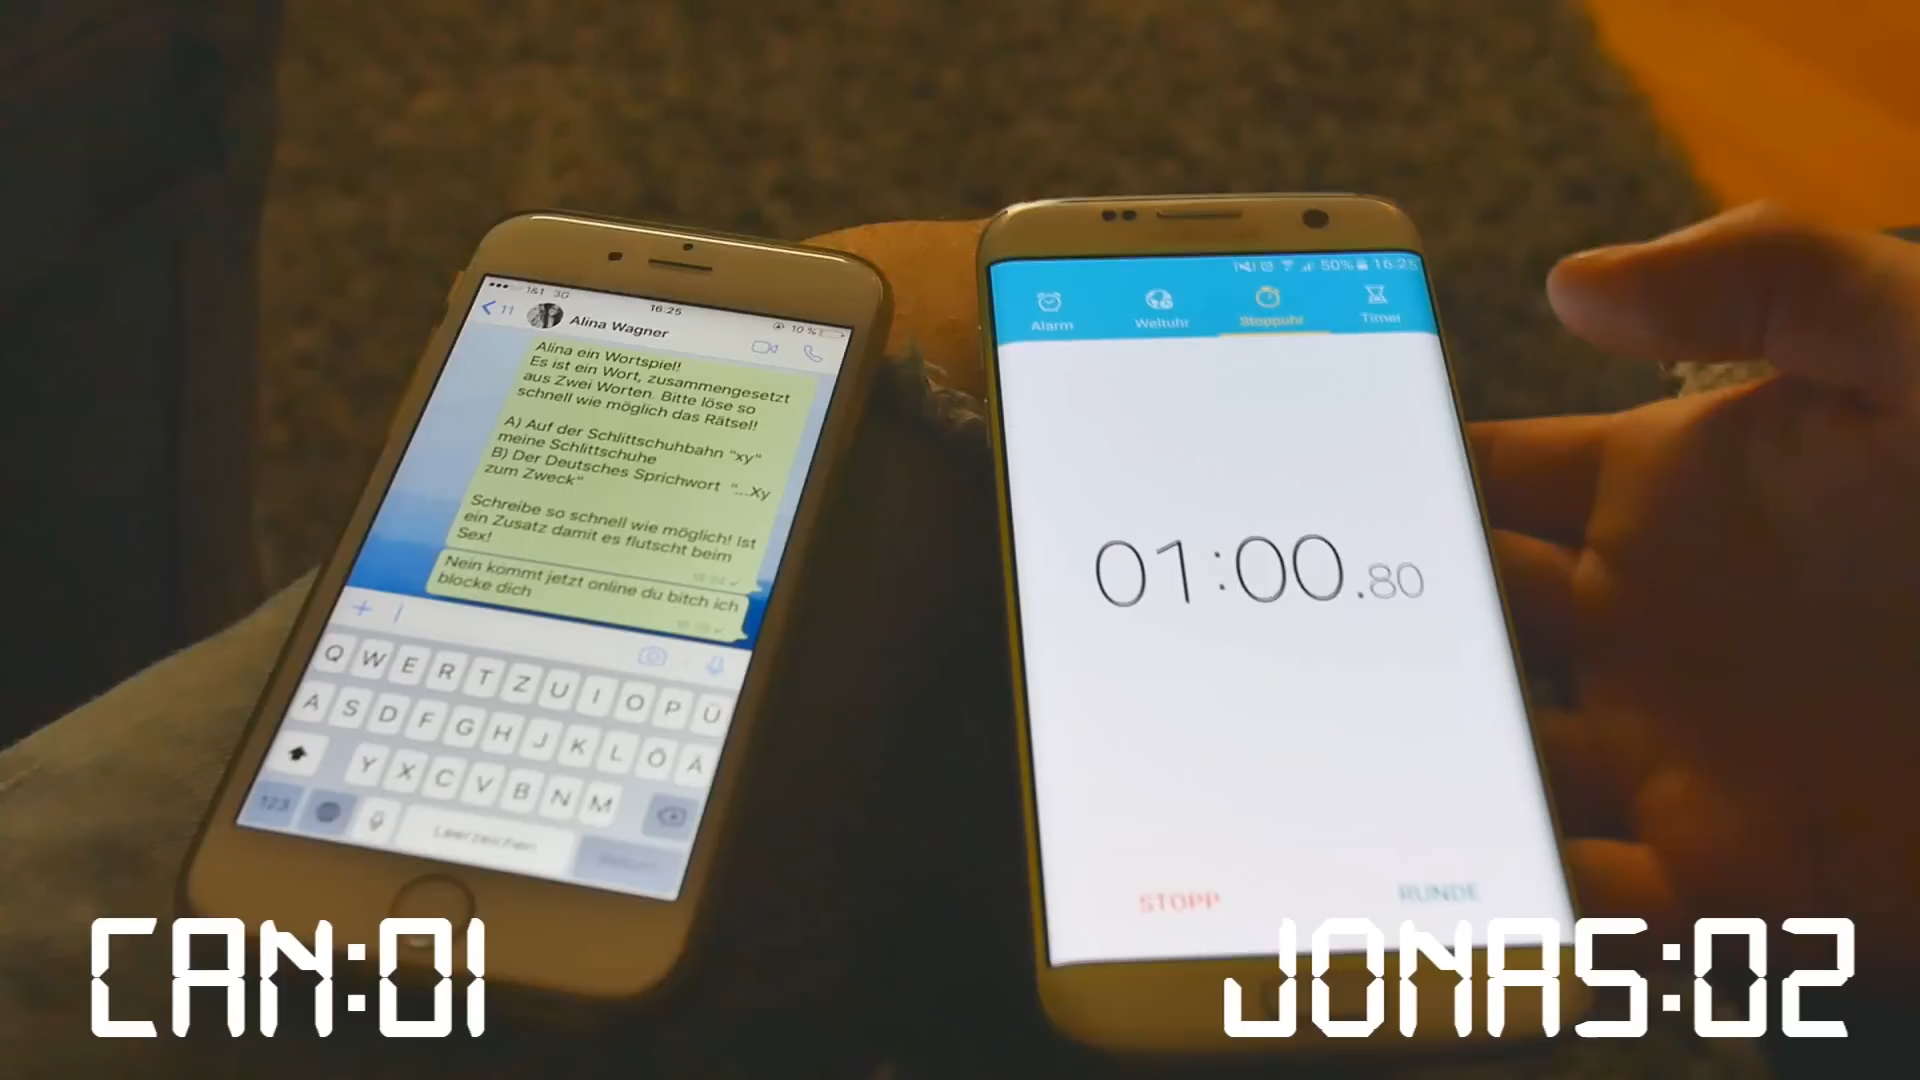 1&1 3G
16:25
10 %
11
Alina Wagner
Alina ein Wortspiel!
Es ist ein Wort, zusammengesetzt
aus Zwei Worten. Bitte löse so
schnell wie möglich das Rätsel!
A) Auf der Schlittschuhbahn "xy"
meine Schlittschuhe
B) Der Deutsches Sprichwort "...Xy
zum Zweck"
Schreibe so schnell wie möglich! Ist
ein Zusatz damit es flutscht beim
Sex!
Nein kommt jetzt online du bitch ich
blocke dich
Q W E R T Z U I O P Ü
A S D F G H J K L Ö Ä
Y X C V B N M
123
Leerzeichen
50% 16:25
Alarm Weltuhr Stoppuhr Timer
01:00.80
STOPP RUNDE
CAN:01
JONAS:02